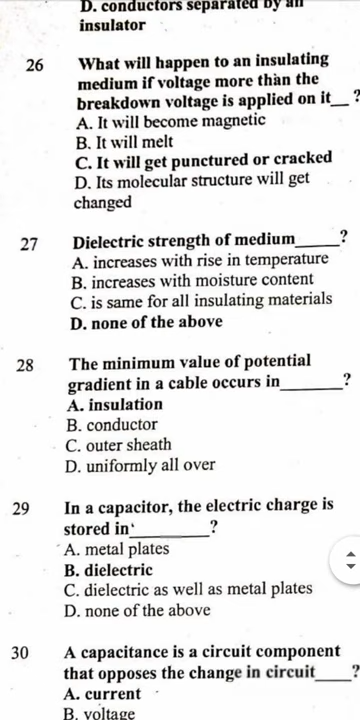 D. conductors separated by an
insulator
26 What will happen to an insulating
medium if voltage more than the
breakdown voltage is applied on it__ ?
A. It will become magnetic
B. It will melt
C. It will get punctured or cracked
D. Its molecular structure will get
changed
27 Dielectric strength of medium_____?
A. increases with rise in temperature
B. increases with moisture content
C. is same for all insulating materials
D. none of the above
28 The minimum value of potential
gradient in a cable occurs in_______?
A. insulation
B. conductor
C. outer sheath
D. uniformly all over
29 In a capacitor, the electric charge is
stored in_________?
A. metal plates
B. dielectric
C. dielectric as well as metal plates
D. none of the above
30 A capacitance is a circuit component
that opposes the change in circuit____?
A. current
B. voltage